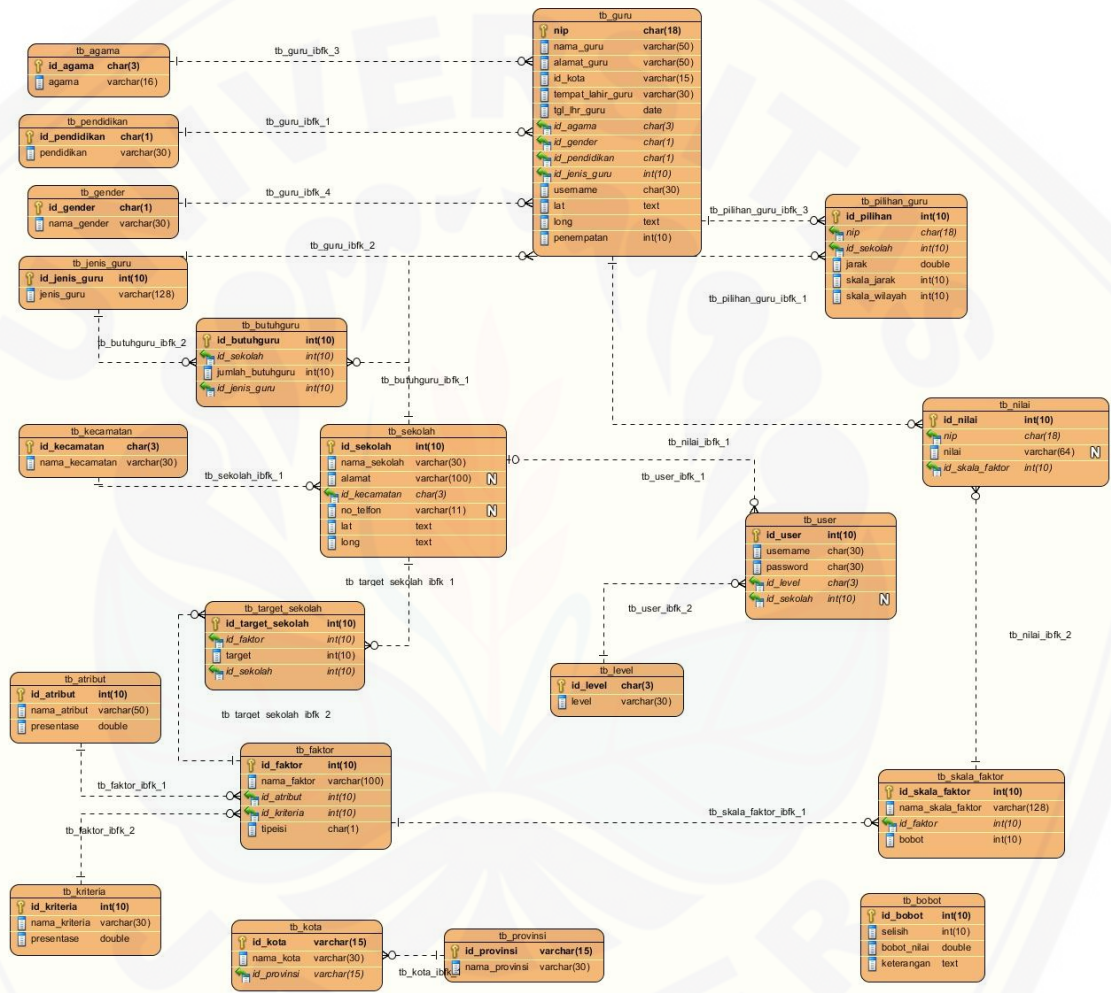 tb_guru
nip char(18)
nama_guru varchar(50)
alamat_guru varchar(50)
id_kota varchar(15)
tempat_lahir_guru varchar(30)
tgl_lhr_guru date
id_agama char(3)
id_gender char(1)
id_pendidikan char(1)
id_jenis_guru int(10)
username char(30)
lat text
long text
penempatan int(10)
tb_agama
id_agama char(3)
agama varchar(16)
tb_guru_ibfk_3
tb_pendidikan
id_pendidikan char(1)
pendidikan varchar(30)
tb_guru_ibfk_1
tb_gender
id_gender char(1)
nama_gender varchar(30)
tb_guru_ibfk_4
tb_pilihan_guru
id_pilihan int(10)
nip char(18)
id_sekolah int(10)
jarak double
skala_jarak int(10)
skala_wilayah int(10)
tb_pilihan_guru_ibfk_3
tb_guru_ibfk_2
tb_pilihan_guru_ibfk_1
tb_jenis_guru
id_jenis_guru int(10)
jenis_guru varchar(128)
tb_butuhguru_ibfk_2
tb_butuhguru
id_butuhguru int(10)
id_sekolah int(10)
jumlah_butuhguru int(10)
id_jenis_guru int(10)
tb_butuhguru_ibfk_1
tb_kecamatan
id_kecamatan char(3)
nama_kecamatan varchar(30)
tb_sekolah_ibfk_1
tb_sekolah
id_sekolah int(10)
nama_sekolah varchar(30)
alamat varchar(100) N
id_kecamatan char(3)
no_telfon varchar(11) N
lat text
long text
tb_nilai_ibfk_1
tb_user_ibfk_1
tb_nilai
id_nilai int(10)
nip char(18)
nilai varchar(64) N
id_skala_faktor int(10)
tb_user
id_user int(10)
username char(30)
password char(30)
id_level char(3)
id_sekolah int(10) N
tb_user_ibfk_2
tb_nilai_ibfk_2
tb_target_sekolah_ibfk_1
tb_target_sekolah
id_target_sekolah int(10)
id_faktor int(10)
target int(10)
id_sekolah int(10)
tb_level
id_level char(3)
level varchar(30)
tb_atribut
id_atribut int(10)
nama_atribut varchar(50)
presentase double
tb_target_sekolah_ibfk_2
tb_faktor
id_faktor int(10)
nama_faktor varchar(100)
id_atribut int(10)
id_kriteria int(10)
tipeisi char(1)
tb_faktor_ibfk_1
tb_faktor_ibfk_2
tb_skala_faktor_ibfk_1
tb_skala_faktor
id_skala_faktor int(10)
nama_skala_faktor varchar(128)
id_faktor int(10)
bobot int(10)
tb_kriteria
id_kriteria int(10)
nama_kriteria varchar(30)
presentase double
tb_kota
id_kota varchar(15)
nama_kota varchar(30)
id_provinsi varchar(15)
tb_kota_ibfk
tb_provinsi
id_provinsi varchar(15)
nama_provinsi varchar(30)
tb_bobot
id_bobot int(10)
selisih int(10)
bobot_nilai double
keterangan text